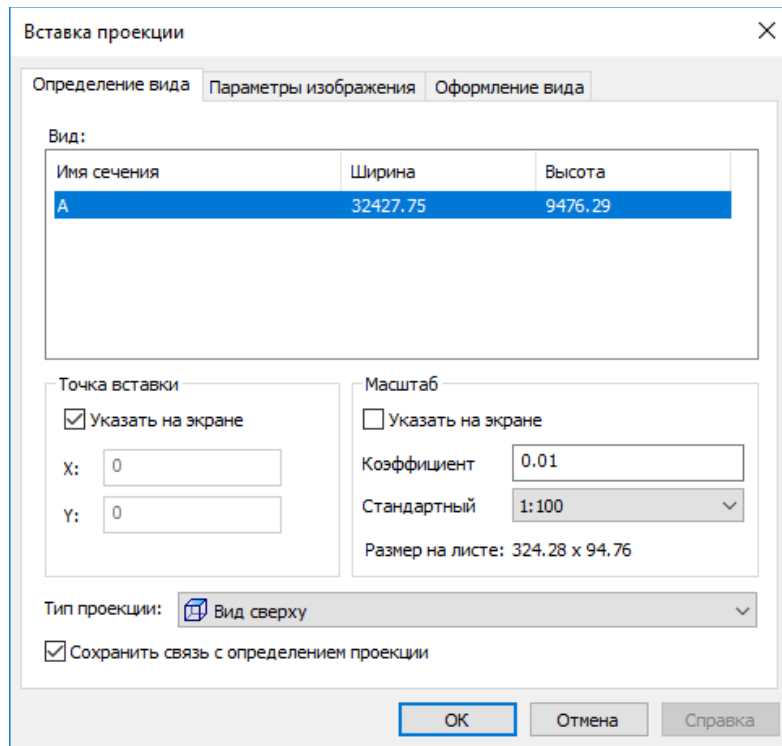 Вставка проекции
Определение вида Параметры изображения Оформление вида
Вид:
Имя сечения Ширина Высота
А 32427.75 9476.29
Точка вставки Масштаб
Указать на экране Указать на экране
X: 0 Коэффициент 0.01
Y: 0 Стандартный 1:100
Размер на листе: 324.28 x 94.76
Тип проекции: Вид сверху
Сохранить связь с определением проекции
ОК Отмена Справка